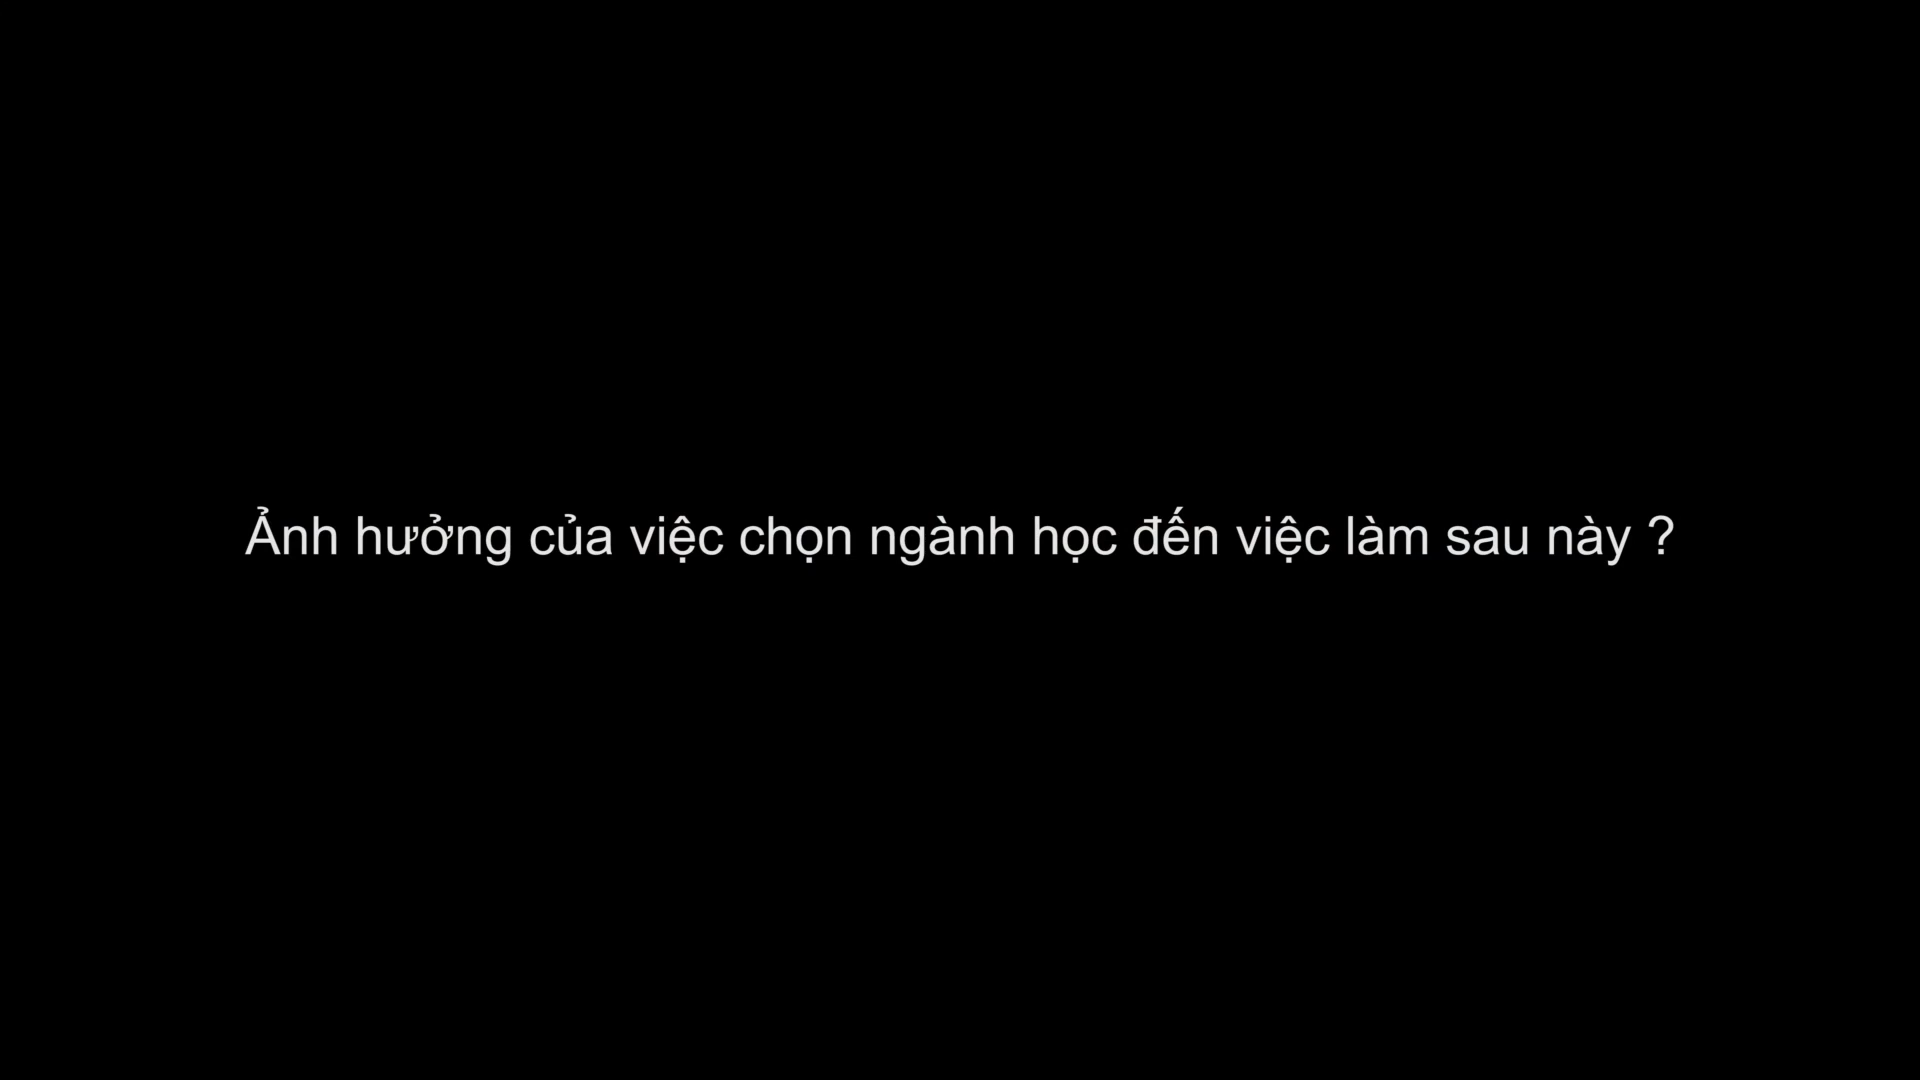 Ảnh hưởng của việc chọn ngành học đến việc làm sau này ?